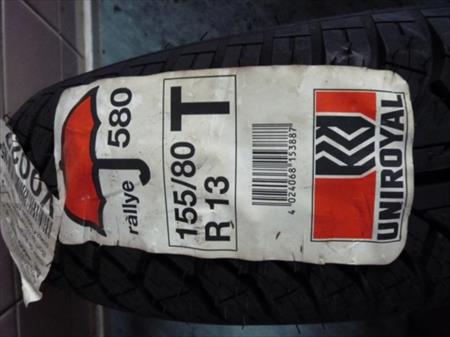 rallye 580
155/80
R 13
T
4 024068 153887
UNIROYAL